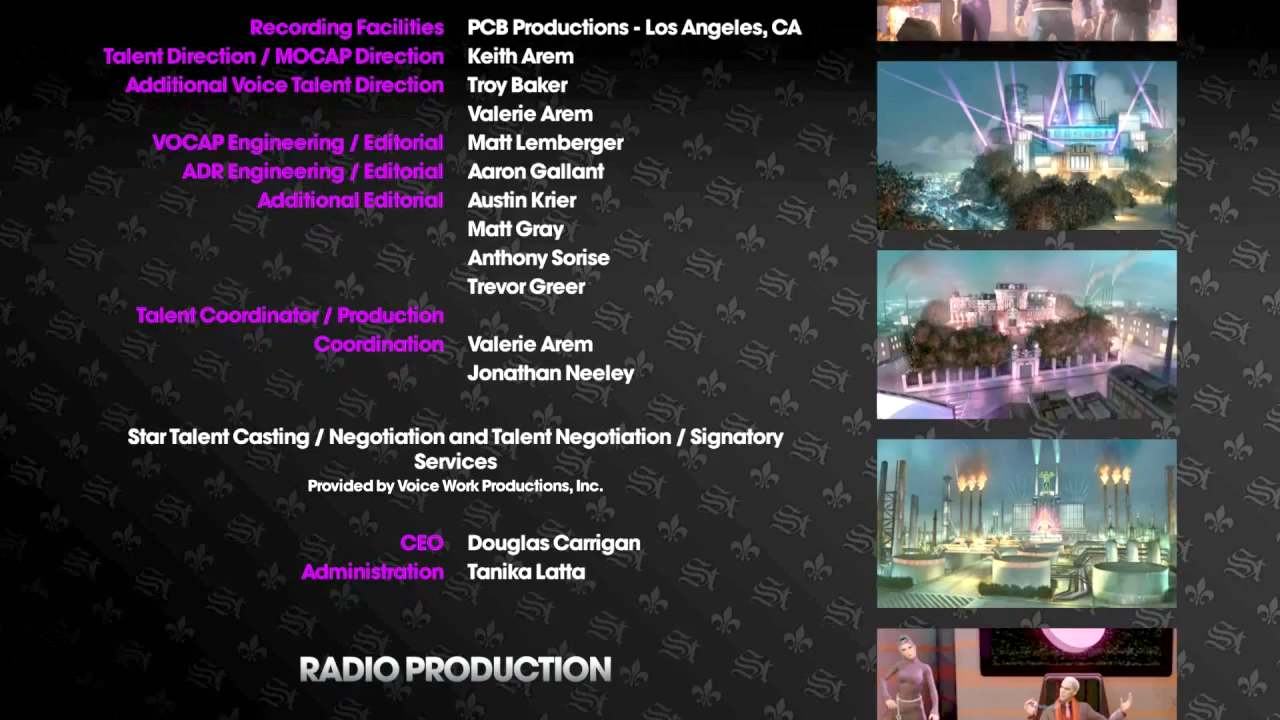 Recording Facilities PCB Productions - Los Angeles, CA
Talent Direction / MOCAP Direction Keith Arem
Additional Voice Talent Direction Troy Baker
Valerie Arem
VOCAP Engineering / Editorial Matt Lemberger
ADR Engineering / Editorial Aaron Gallant
Additional Editorial Austin Krier
Matt Gray
Anthony Sorise
Trevor Greer
Talent Coordinator / Production
Coordination Valerie Arem
Jonathan Neeley
Star Talent Casting / Negotiation and Talent Negotiation / Signatory
Services
Provided by Voice Work Productions, Inc.
CEO Douglas Carrigan
Administration Tanika Latta
RADIO PRODUCTION